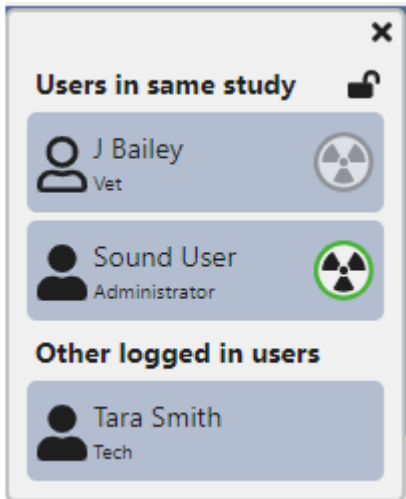 Users in same study
J Bailey
Vet
Sound User
Administrator
Other logged in users
Tara Smith
Tech